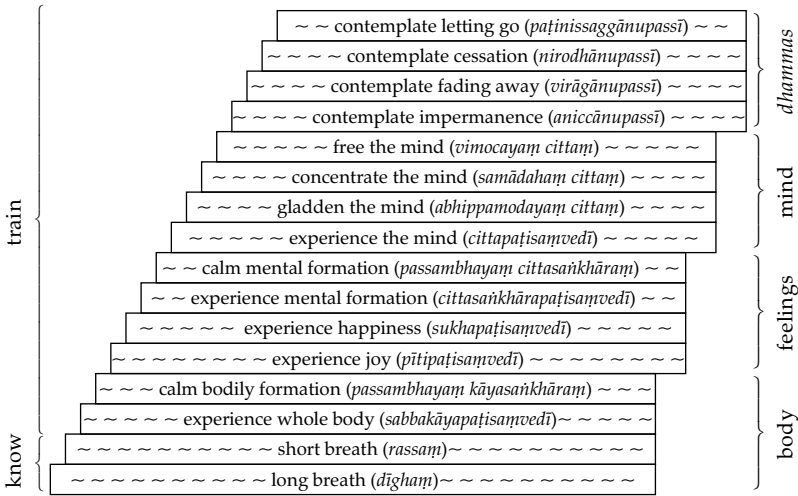 ~ ~ contemplate letting go (paṭinissaggānupassī) ~ ~
~ ~ ~ ~ contemplate cessation (nirodhānupassī) ~ ~ ~ ~
~ ~ ~ ~ contemplate fading away (virāgānupassī) ~ ~ ~ ~
~ ~ ~ ~ contemplate impermanence (aniccānupassī) ~ ~ ~ ~
dhammas
~ ~ ~ ~ ~ free the mind (vimocayaṃ cittaṃ) ~ ~ ~ ~ ~
~ ~ ~ ~ concentrate the mind (samādahaṃ cittaṃ) ~ ~ ~ ~
~ ~ ~ ~ gladden the mind (abhippamodayaṃ cittaṃ) ~ ~ ~ ~
~ ~ ~ ~ ~ experience the mind (cittapaṭisaṃvedī) ~ ~ ~ ~ ~
mind
~ ~ calm mental formation (passambhayaṃ cittasaṅkhāraṃ) ~ ~
~ ~ experience mental formation (cittasaṅkhārapaṭisaṃvedī) ~ ~
~ ~ ~ ~ ~ experience happiness (sukhapaṭisaṃvedī) ~ ~ ~ ~ ~
~ ~ ~ ~ ~ ~ ~ experience joy (pītipaṭisaṃvedī) ~ ~ ~ ~ ~ ~ ~
feelings
~ ~ ~ calm bodily formation (passambhayaṃ kāyasaṅkhāraṃ) ~ ~ ~
~ ~ ~ ~ experience whole body (sabbakāyapaṭisaṃvedī)~ ~ ~ ~
train
~ ~ ~ ~ ~ ~ ~ ~ ~ ~ short breath (rassaṃ)~ ~ ~ ~ ~ ~ ~ ~ ~ ~
~ ~ ~ ~ ~ ~ ~ ~ ~ ~ long breath (dīghaṃ)~ ~ ~ ~ ~ ~ ~ ~ ~ ~
know
body